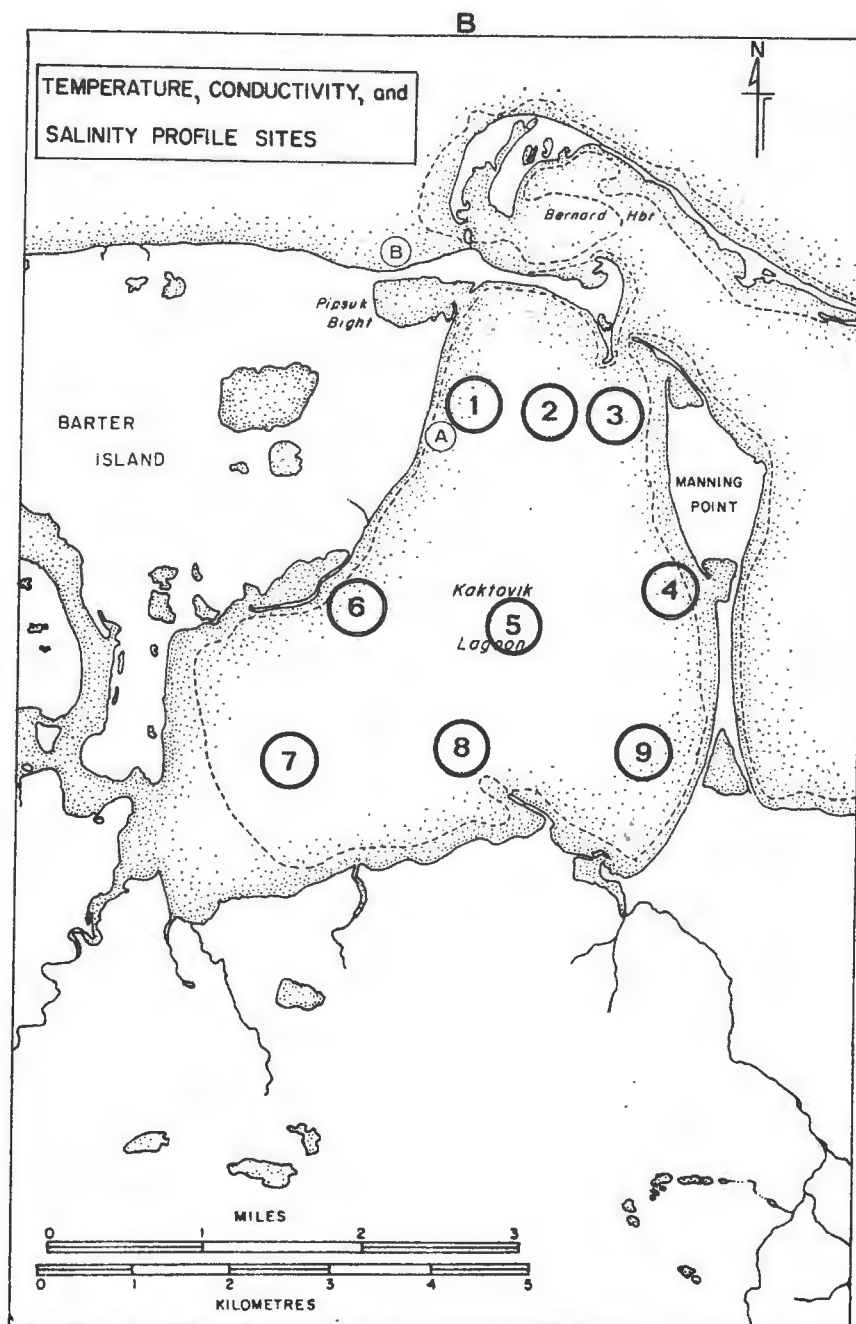 B
TEMPERATURE, CONDUCTIVITY, and
SALINITY PROFILE SITES
N
Bernard Hbr
B
Pipsuk
Bight
1
2
3
A
BARTER
ISLAND
MANNING
POINT
Kaktovik
Lagoon
4
5
6
7
8
9
MILES
0 1 2 3
0 1 2 3 4 5
KILOMETRES